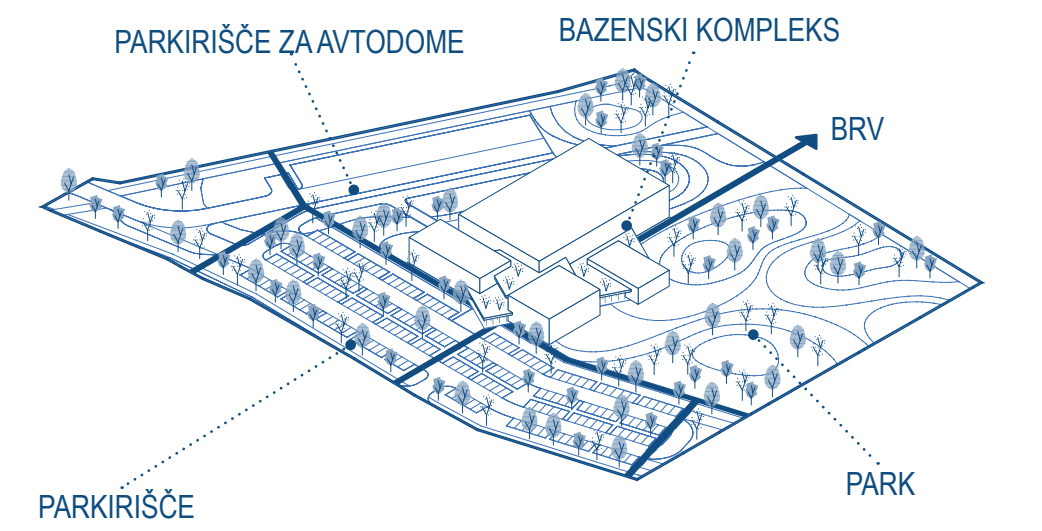 PARKIRIŠČE ZA AVTODOME
BAZENSKI KOMPLEKS
BRV
PARK
PARKIRIŠČE